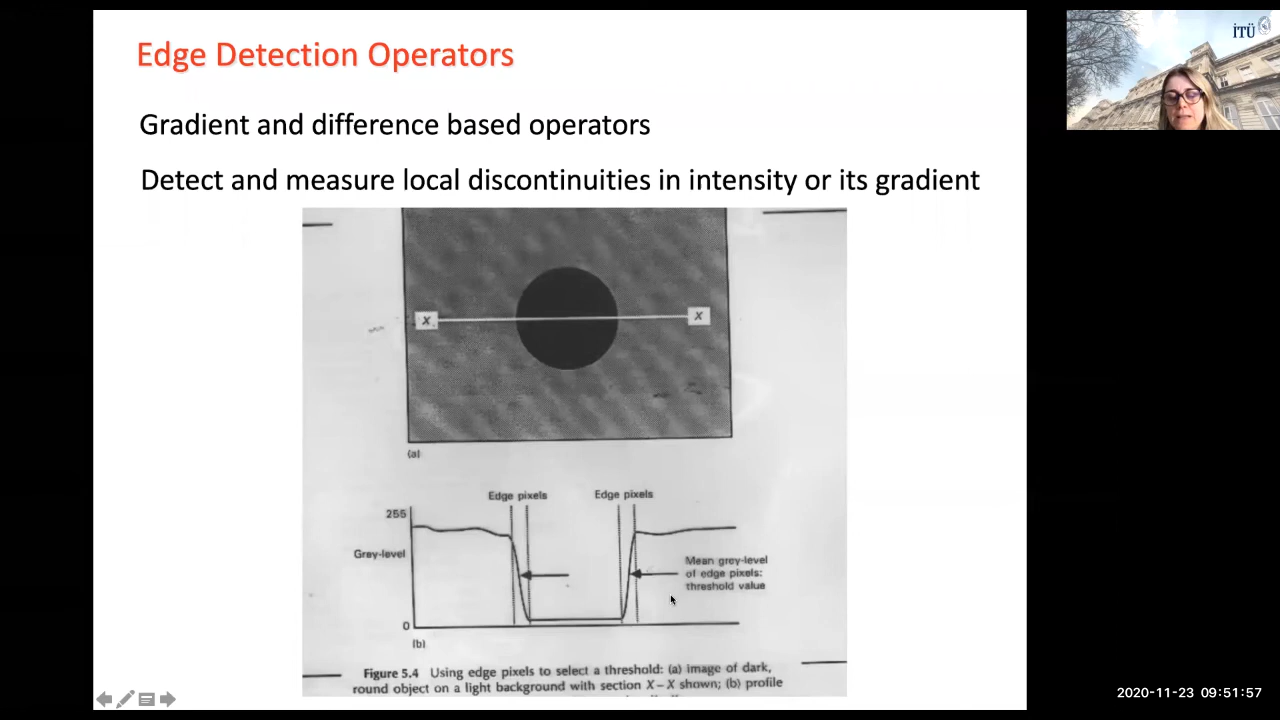 Edge Detection Operators
İTÜ
Gradient and difference based operators
Detect and measure local discontinuities in intensity or its gradient
X
X
(a)
Edge pixels
Edge pixels
255
Grey-level
Mean grey-level
of edge pixels:
threshold value
0
(b)
Figure 5.4 Using edge pixels to select a threshold: (a) image of dark,
round object on a light background with section X–X shown; (b) profile
2020-11-23 09:51:57